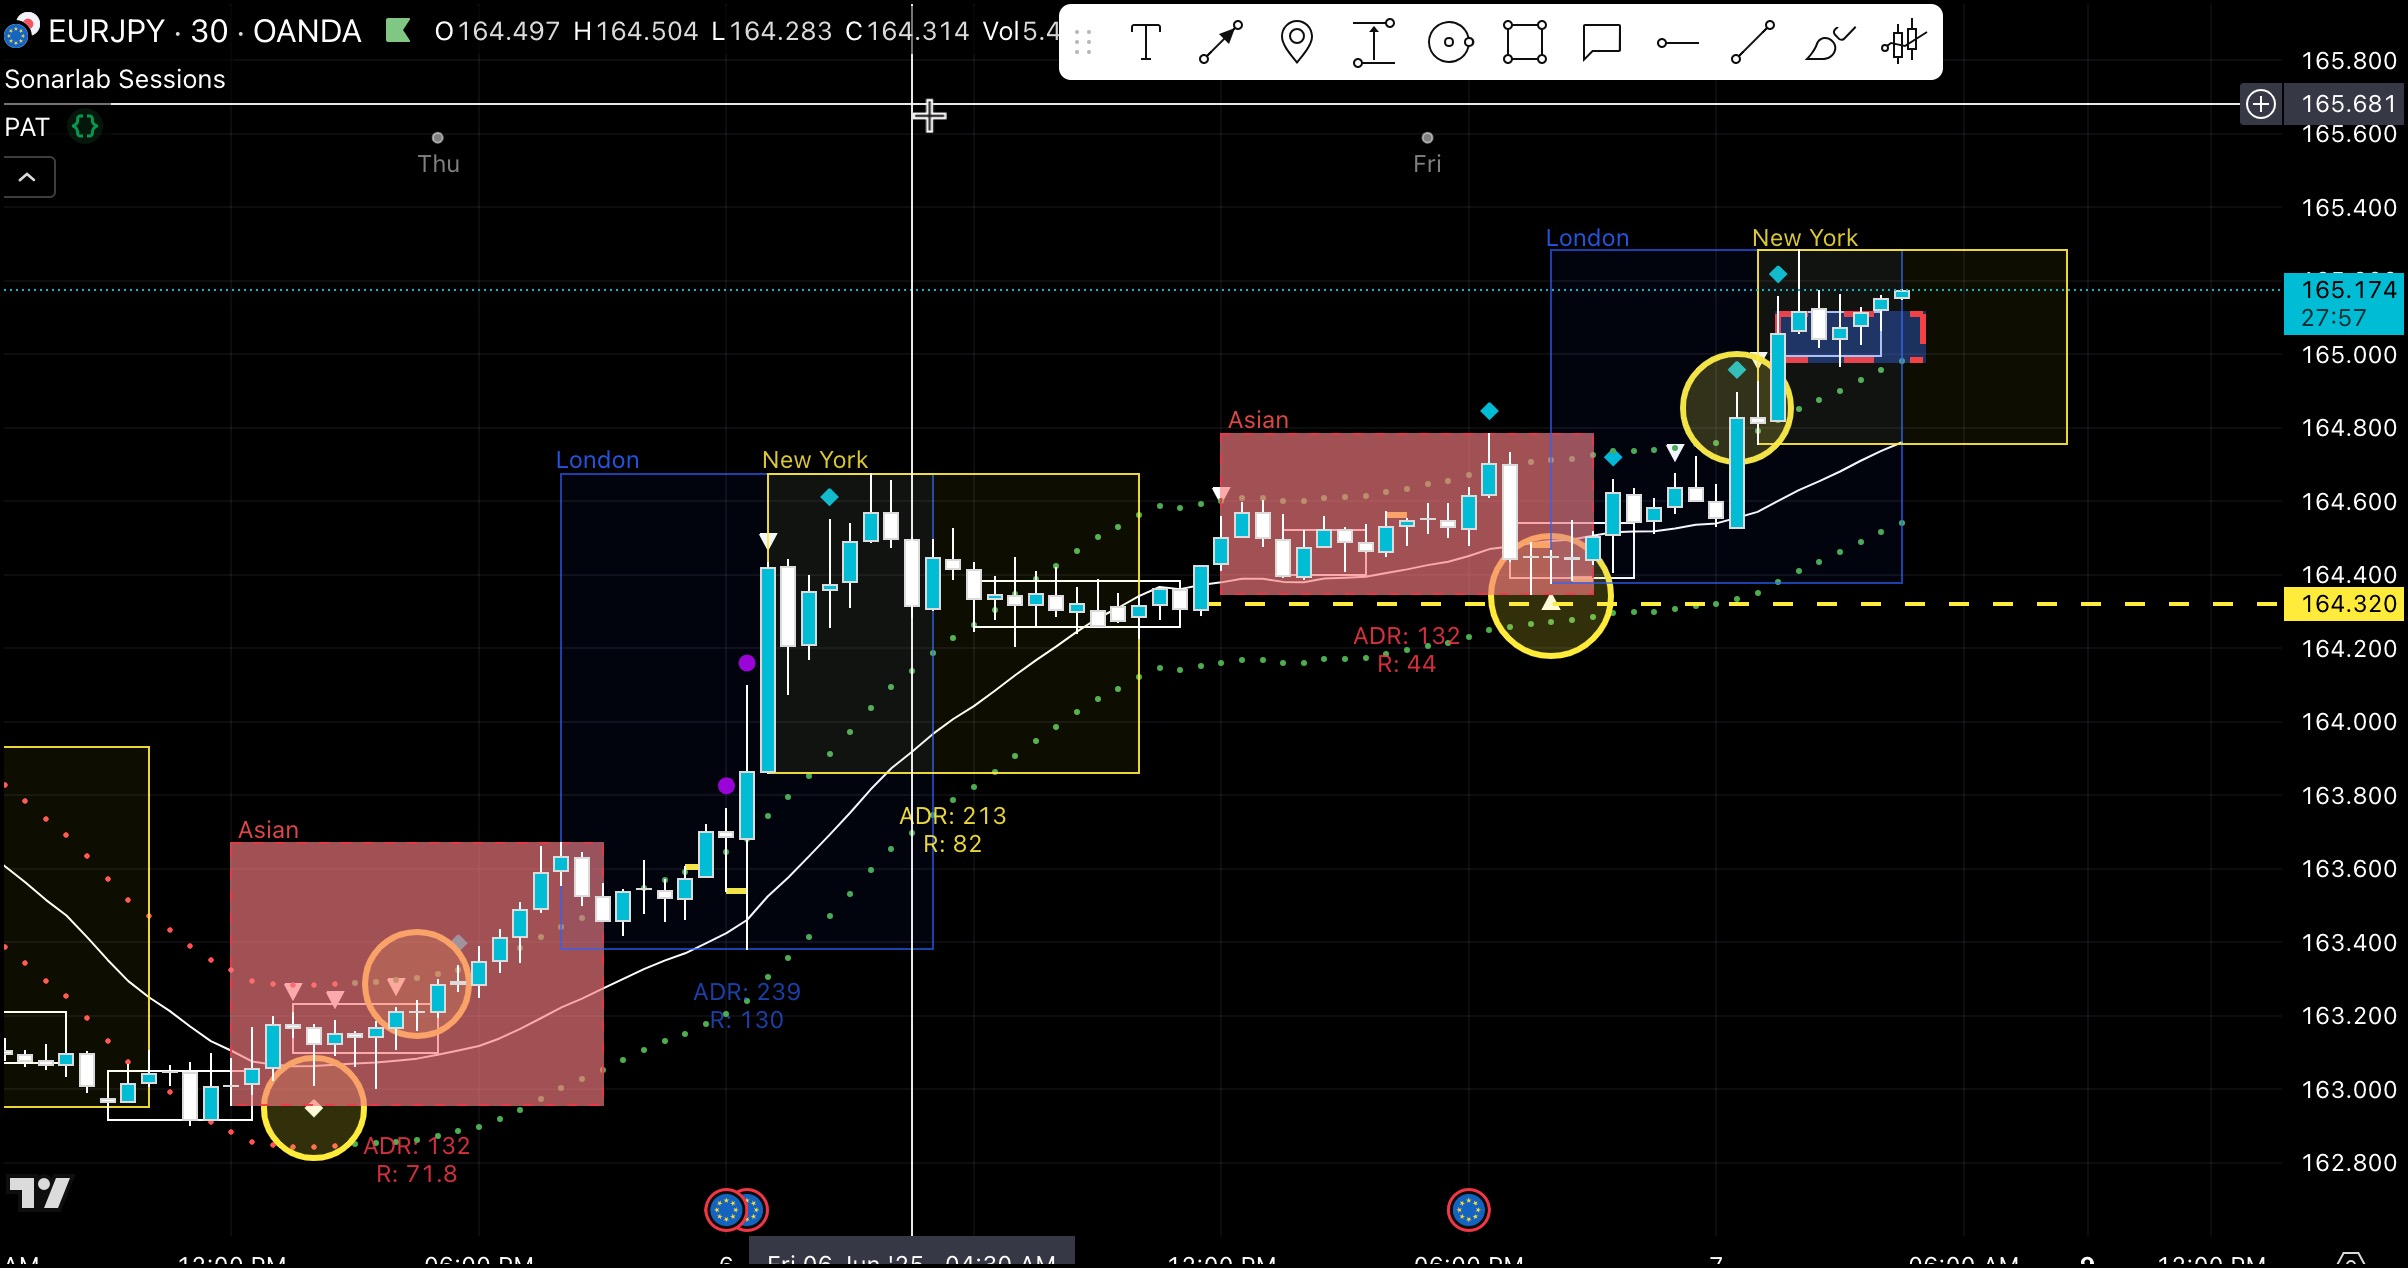 EURJPY · 30 · OANDA O164.497 H164.504 L164.283 C164.314 Vol5.4
Sonarlab Sessions
PAT
Thu
Fri
165.800
165.681
165.600
165.400
165.174
27:57
165.000
164.800
164.600
164.400
164.320
164.200
164.000
163.800
163.600
163.400
163.200
163.000
162.800
London
New York
Asian
London
New York
ADR: 132
R: 44
ADR: 213
R: 82
Asian
ADR: 239
R: 130
ADR: 132
R: 71.8
AM 12:00 PM 06:00 PM 6 Fri 06 Jun '25 04:30 AM 12:00 PM 06:00 PM 7 06:00 AM 9 12:00 PM